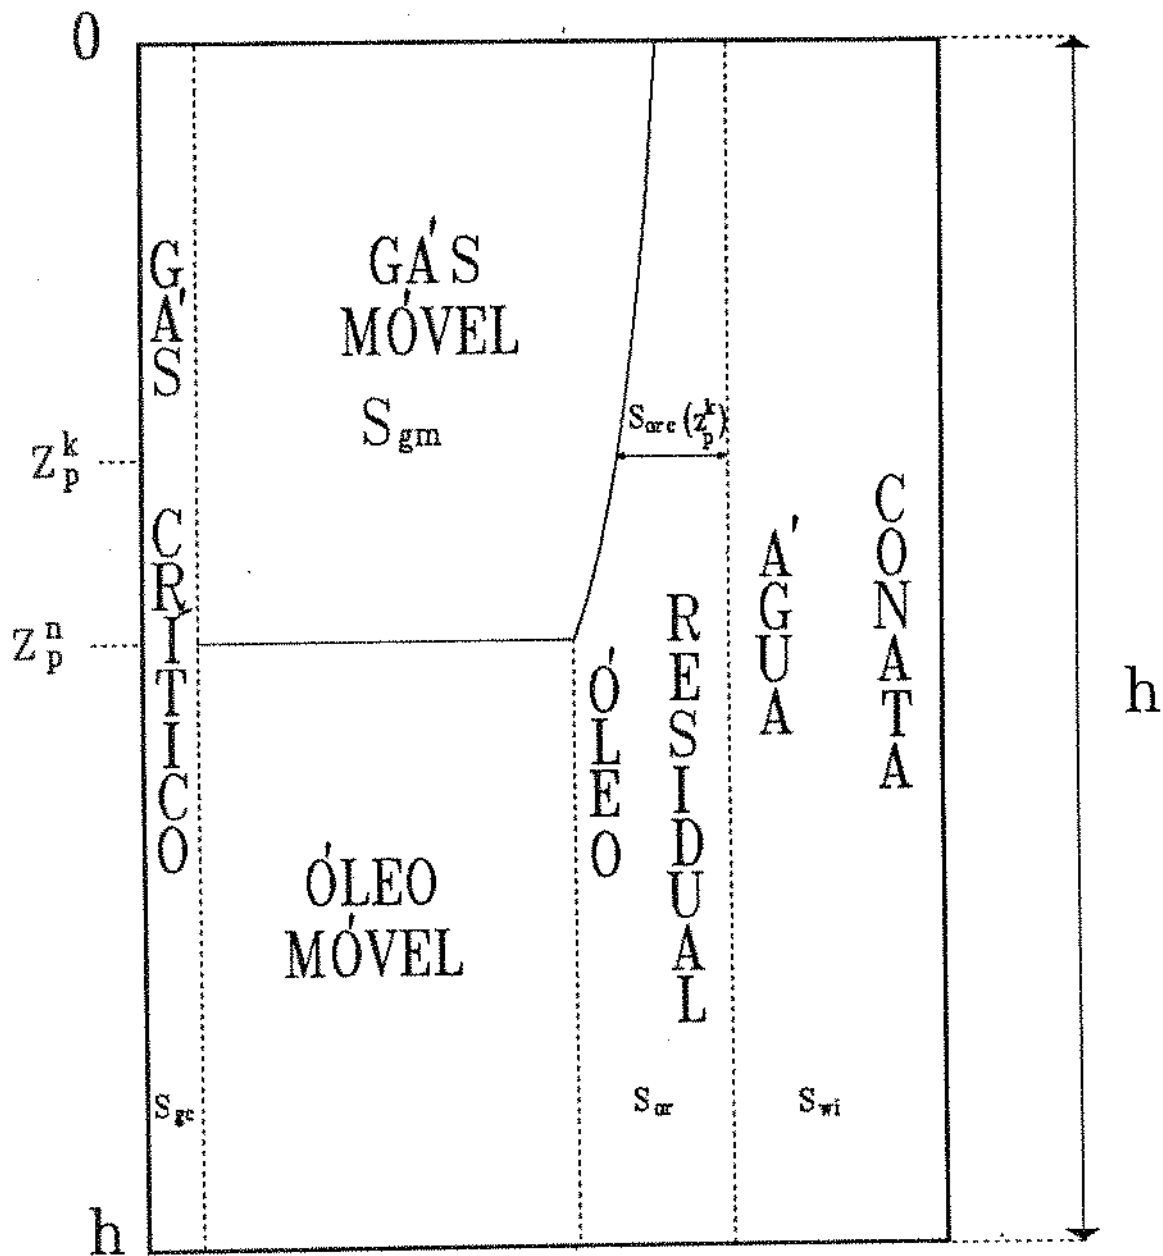 0
GÁS CRÍTICO
GÁS
MÓVEL
S_gm
S_orc (z_p^k)
Z_p^k
Z_p^n
ÁGUA
CONATA
ÓLEO
RESIDUAL
h
ÓLEO
MÓVEL
S_gc
S_or
S_wi
h